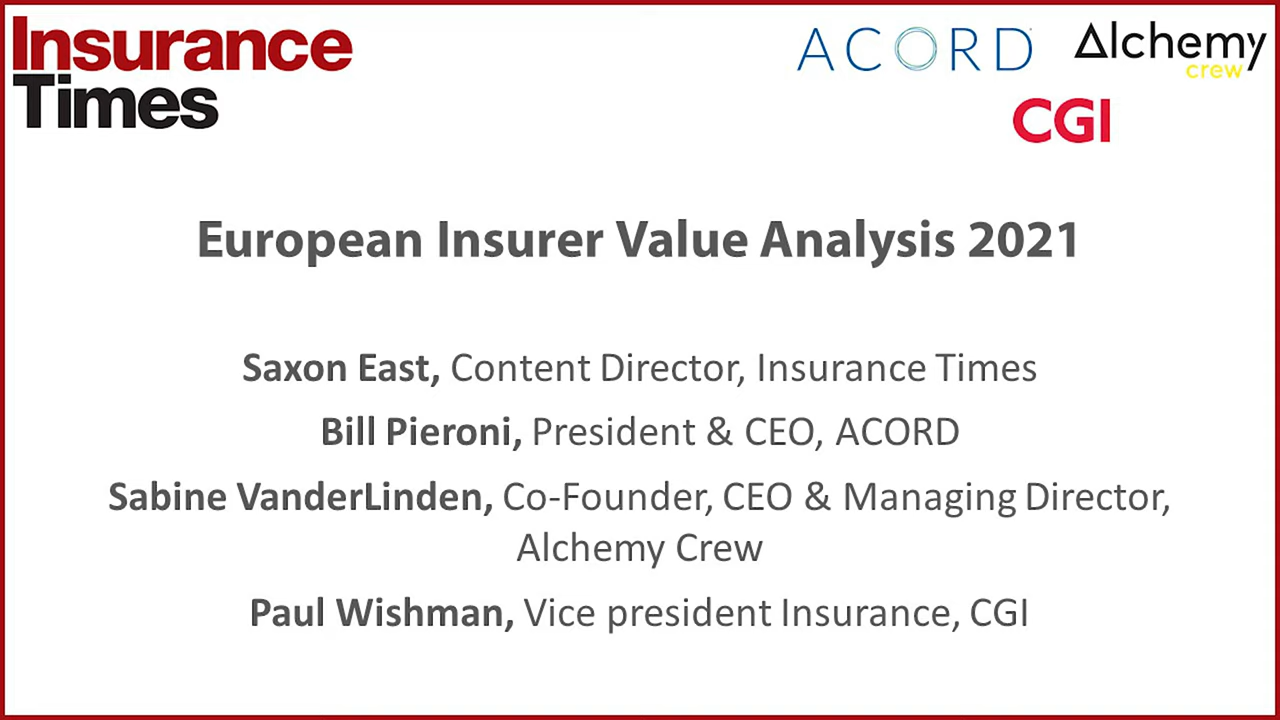 Insurance
Times
ACORD
Alchemy
crew
CGI
European Insurer Value Analysis 2021
Saxon East, Content Director, Insurance Times
Bill Pieroni, President & CEO, ACORD
Sabine VanderLinden, Co-Founder, CEO & Managing Director,
Alchemy Crew
Paul Wishman, Vice president Insurance, CGI